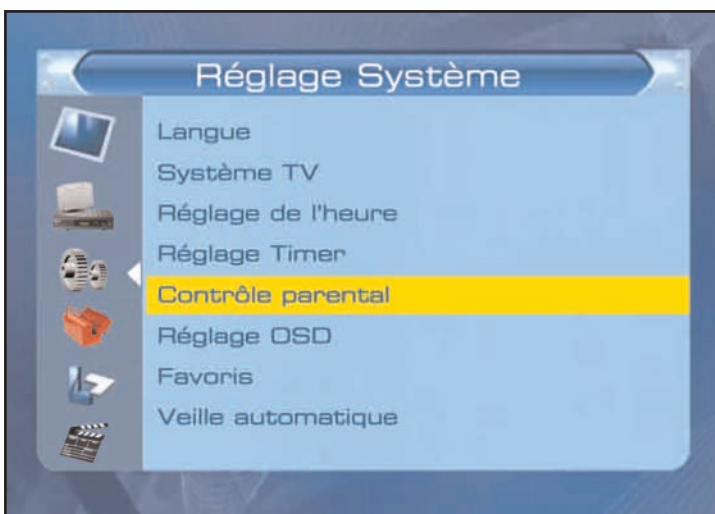 Réglage Système
Langue
Système TV
Réglage de l'heure
Réglage Timer
Contrôle parental
Réglage OSD
Favoris
Veille automatique